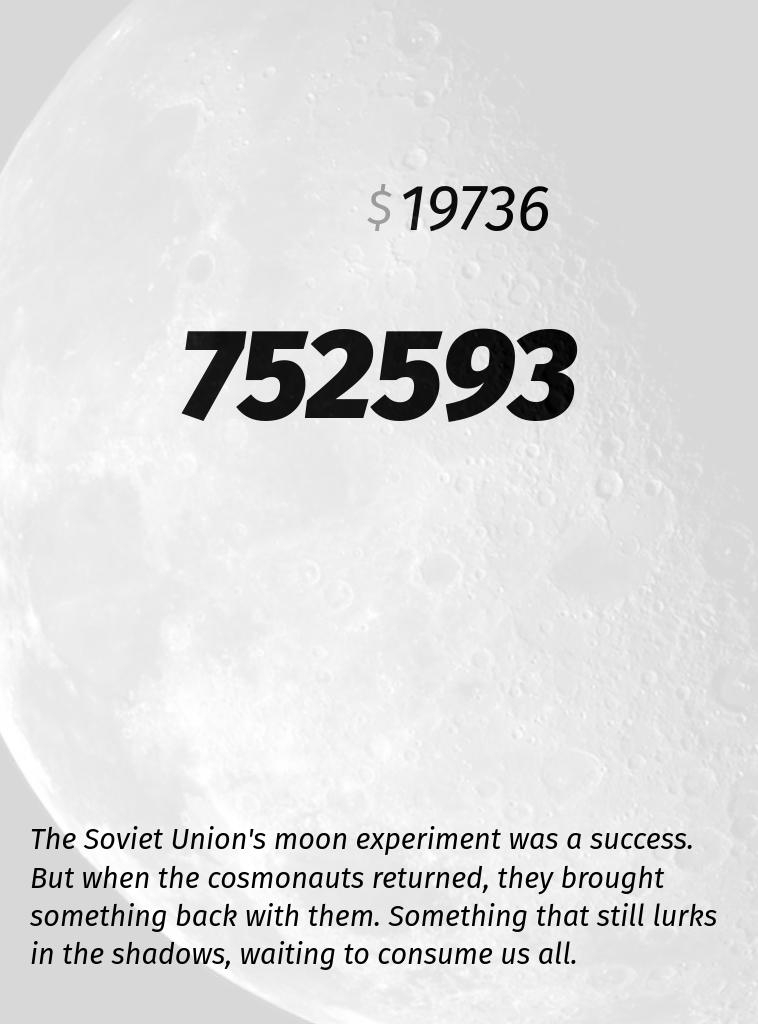 $ 19736
752593
The Soviet Union's moon experiment was a success.
But when the cosmonauts returned, they brought
something back with them. Something that still lurks
in the shadows, waiting to consume us all.